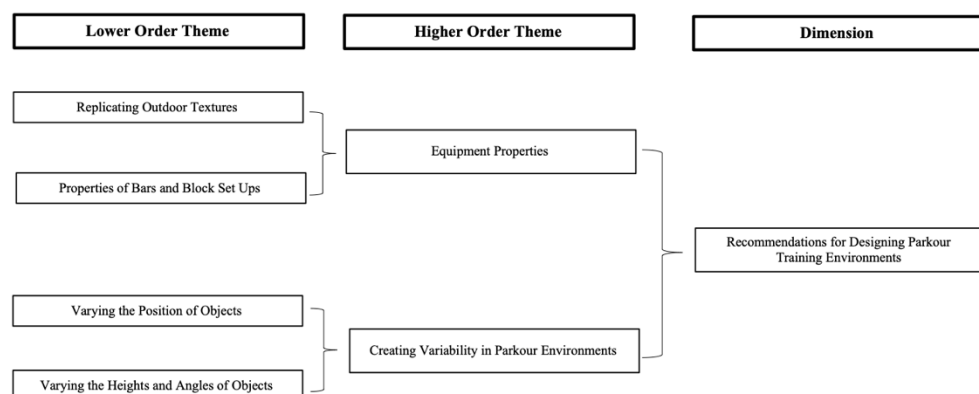 Lower Order Theme
Higher Order Theme
Dimension
Replicating Outdoor Textures
Properties of Bars and Block Set Ups
Equipment Properties
Varying the Position of Objects
Varying the Heights and Angles of Objects
Creating Variability in Parkour Environments
Recommendations for Designing Parkour
Training Environments